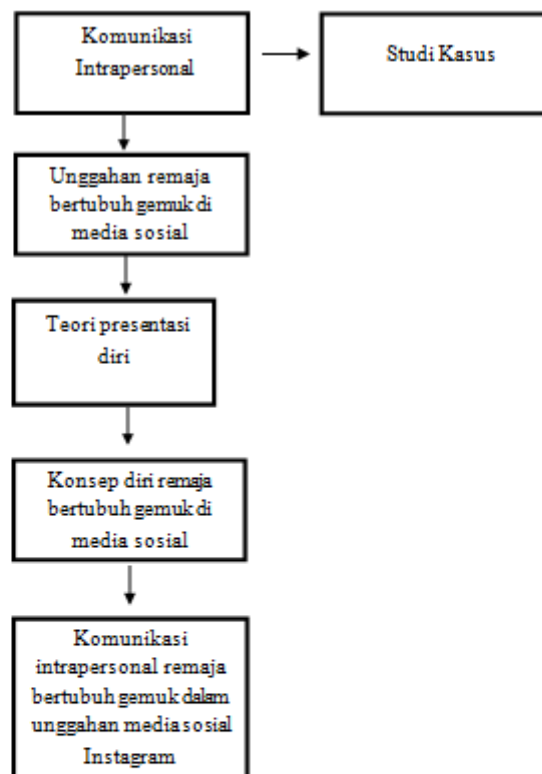 Komunikasi
Intrapersonal
Studi Kasus
Unggahan remaja
bertubuh gemuk di
media sosial
Teori presentasi
diri
Konsep diri remaja
bertubuh gemuk di
media sosial
Komunikasi
intrapersonal remaja
bertubuh gemuk dalam
unggahan media sosial
Instagram